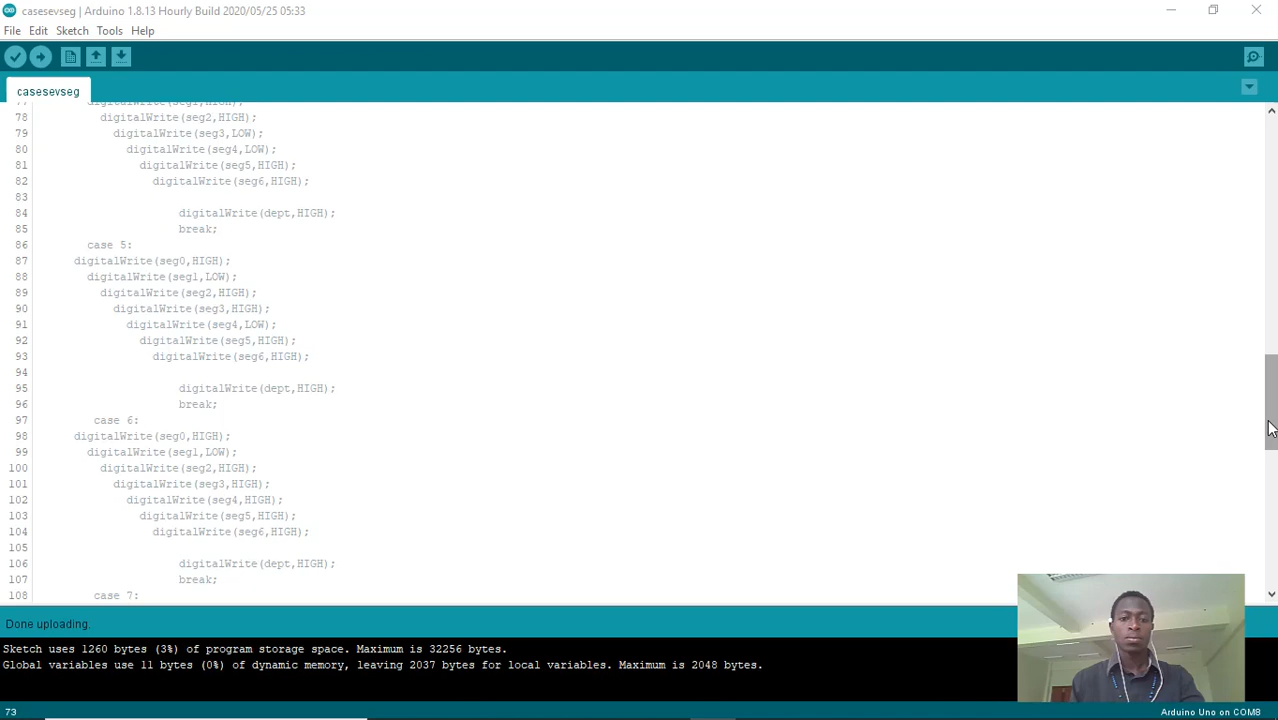 casesevseg | Arduino 1.8.13 Hourly Build 2020/05/25 05:33
File Edit Sketch Tools Help
casesevseg
77 digitalWrite(seg1,HIGH);
78 digitalWrite(seg2,HIGH);
79 digitalWrite(seg3,LOW);
80 digitalWrite(seg4,LOW);
81 digitalWrite(seg5,HIGH);
82 digitalWrite(seg6,HIGH);
83
84 digitalWrite(dept,HIGH);
85 break;
86 case 5:
87 digitalWrite(seg0,HIGH);
88 digitalWrite(seg1,LOW);
89 digitalWrite(seg2,HIGH);
90 digitalWrite(seg3,HIGH);
91 digitalWrite(seg4,LOW);
92 digitalWrite(seg5,HIGH);
93 digitalWrite(seg6,HIGH);
94
95 digitalWrite(dept,HIGH);
96 break;
97 case 6:
98 digitalWrite(seg0,HIGH);
99 digitalWrite(seg1,LOW);
100 digitalWrite(seg2,HIGH);
101 digitalWrite(seg3,HIGH);
102 digitalWrite(seg4,HIGH);
103 digitalWrite(seg5,HIGH);
104 digitalWrite(seg6,HIGH);
105
106 digitalWrite(dept,HIGH);
107 break;
108 case 7:
Done uploading.
Sketch uses 1260 bytes (3%) of program storage space. Maximum is 32256 bytes.
Global variables use 11 bytes (0%) of dynamic memory, leaving 2037 bytes for local variables. Maximum is 2048 bytes.
73 Arduino Uno on COM8